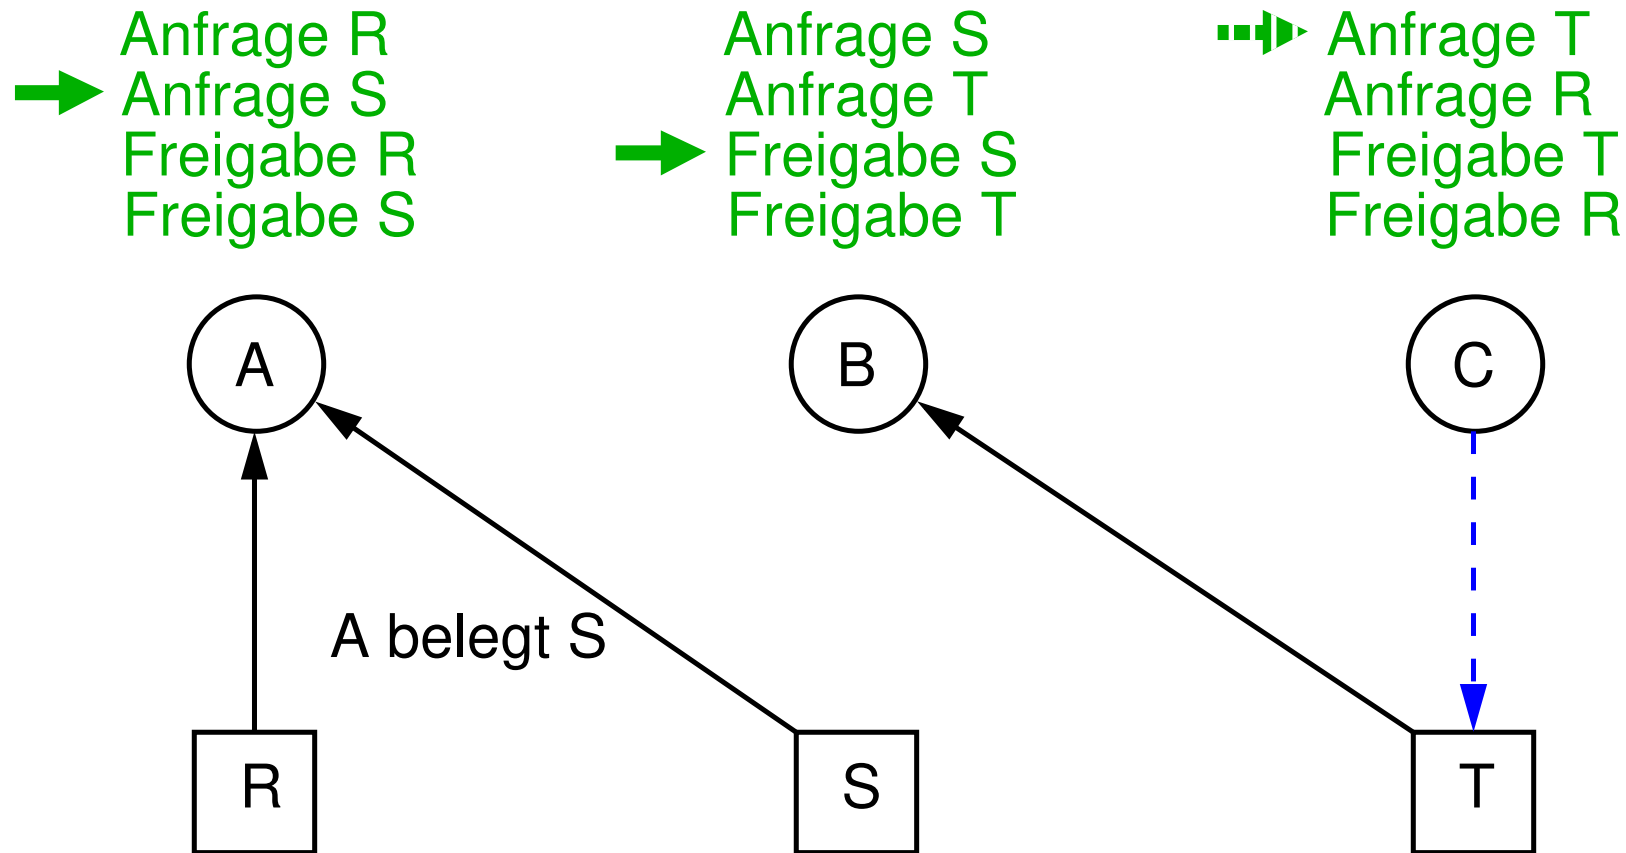 Anfrage R
Anfrage S
Freigabe R
Freigabe S
Anfrage S
Anfrage T
Freigabe S
Freigabe T
Anfrage T
Anfrage R
Freigabe T
Freigabe R
A
B
C
A belegt S
R
S
T